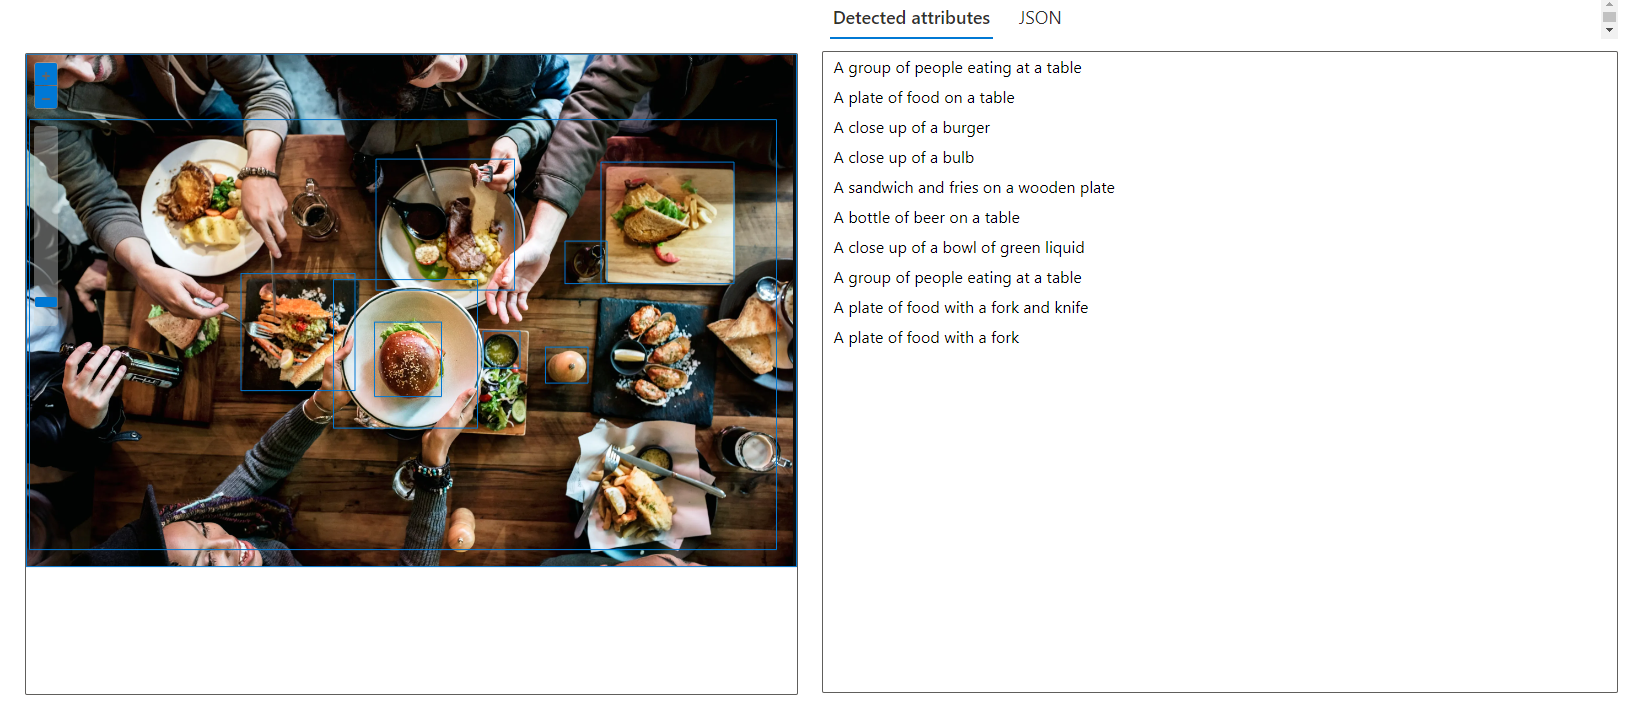 Detected attributes JSON
A group of people eating at a table
A plate of food on a table
A close up of a burger
A close up of a bulb
A sandwich and fries on a wooden plate
A bottle of beer on a table
A close up of a bowl of green liquid
A group of people eating at a table
A plate of food with a fork and knife
A plate of food with a fork